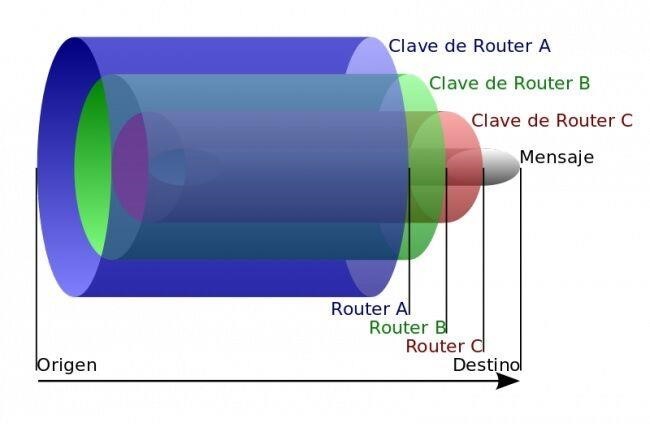 Clave de Router A
Clave de Router B
Clave de Router C
Mensaje
Router A
Router B
Router C
Origen
Destino